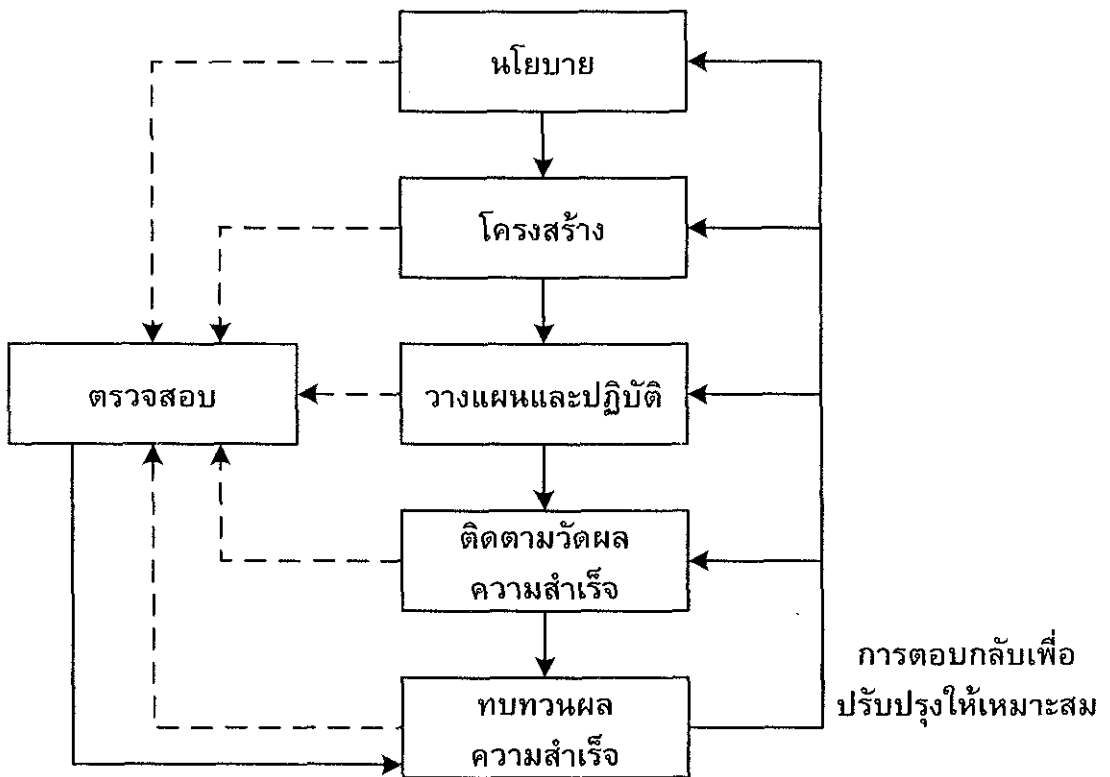 นโยบาย
โครงสร้าง
ตรวจสอบ
วางแผนและปฏิบัติ
ติดตามวัดผล
ความสำเร็จ
การตอบกลับเพื่อ
ปรับปรุงให้เหมาะสม
ทบทวนผล
ความสำเร็จ